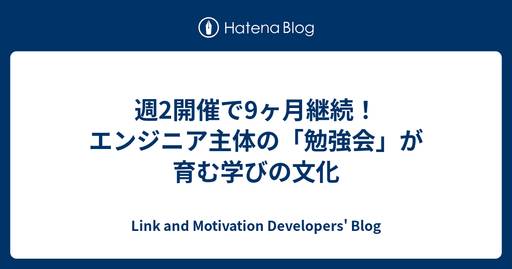 Hatena Blog
週2開催で9ヶ月継続！
エンジニア主体の「勉強会」が
育む学びの文化
Link and Motivation Developers' Blog